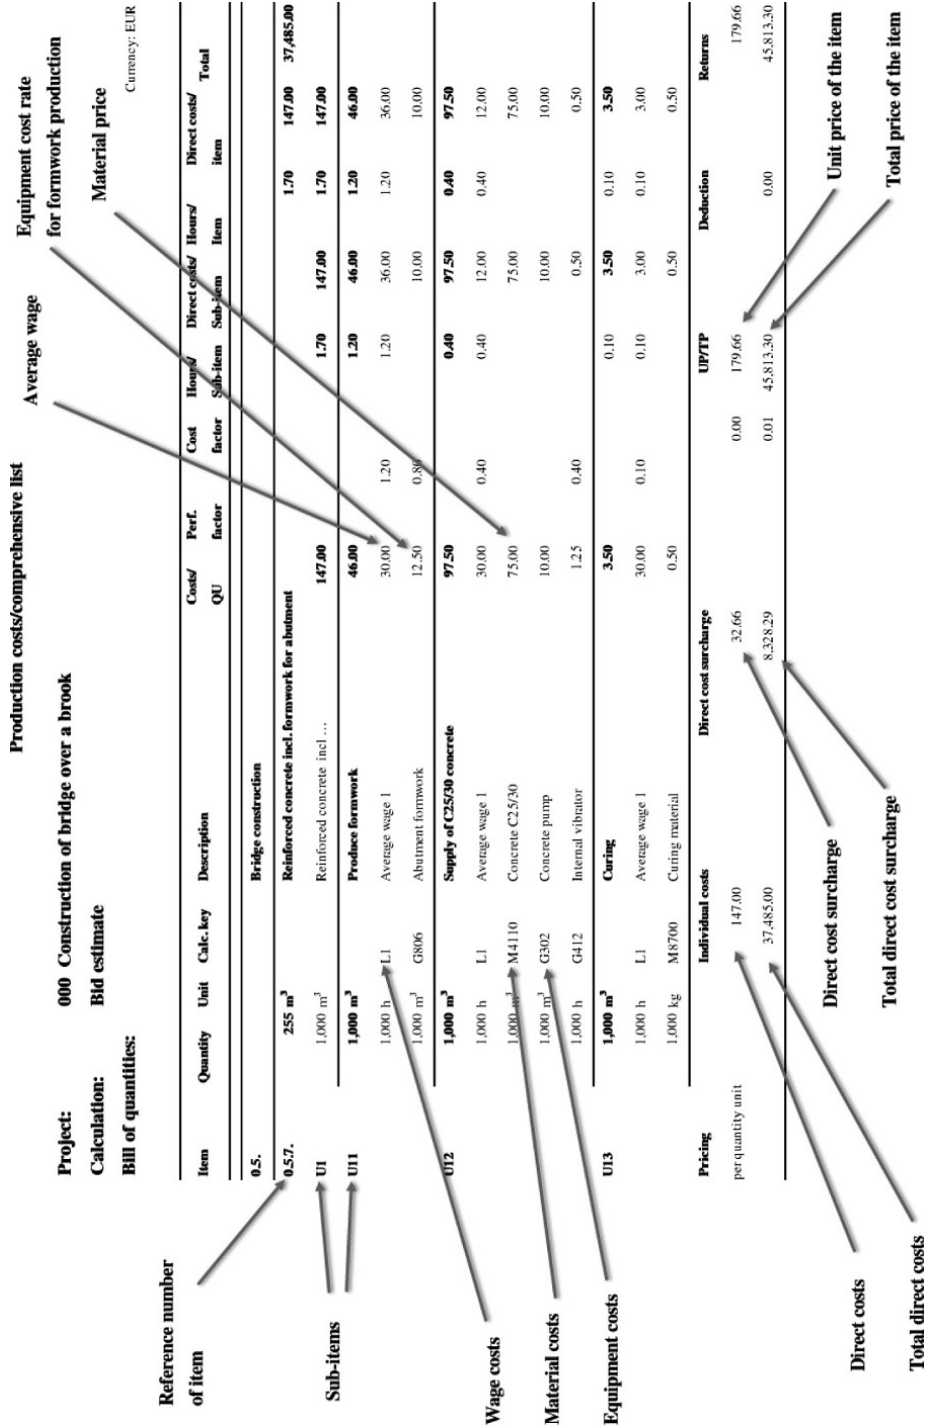 Production costs/comprehensive list
Project: 000 Construction of bridge over a brook
Calculation: Bid estimate
Bill of quantities:
Currency: EUR
Average wage
Equipment cost rate
for formwork production
Material price
Item Quantity Unit Calc. key Description Costs/ QU Perf. factor Cost factor Hours/ Sub-item Direct costs/ Sub-item Hours/ Item Direct costs/ item Total
0.5. Bridge construction
0.5.7. 255 m³ Reinforced concrete incl. formwork for abutment 1.70 147.00 37,485.00
U1 1,000 m³ Reinforced concrete incl ... 147.00 1.70 147.00 1.70 147.00
U11 1,000 m³ Produce formwork 46.00 1.20 46.00 1.20 46.00
1,000 h L1 Average wage 1 30.00 1.20 1.20 36.00 1.20 36.00
1,000 m³ G806 Abutment formwork 12.50 0.80 10.00 10.00
U12 1,000 m³ Supply of C25/30 concrete 97.50 0.40 97.50 0.40 97.50
1,000 h L1 Average wage 1 30.00 0.40 0.40 12.00 0.40 12.00
1,000 m³ M4110 Concrete C25/30 75.00 75.00 75.00
1,000 m³ G302 Concrete pump 10.00 10.00 10.00
1,000 h G412 Internal vibrator 1.25 0.40 0.50 0.50
U13 1,000 m³ Curing 3.50 0.10 3.50 0.10 3.50
1,000 h L1 Average wage 1 30.00 0.10 0.10 3.00 0.10 3.00
1,000 kg M8700 Curing material 0.50 0.50 0.50
Pricing Individual costs Direct cost surcharge UP/TP Deduction Returns
per quantity unit 147.00 32.66 0.00 179.66 179.66
37,485.00 8,328.29 0.01 45,813.30 0.00 45,813.30
Reference number
of item
Sub-items
Wage costs
Material costs
Equipment costs
Direct costs
Total direct costs
Direct cost surcharge
Total direct cost surcharge
Unit price of the item
Total price of the item